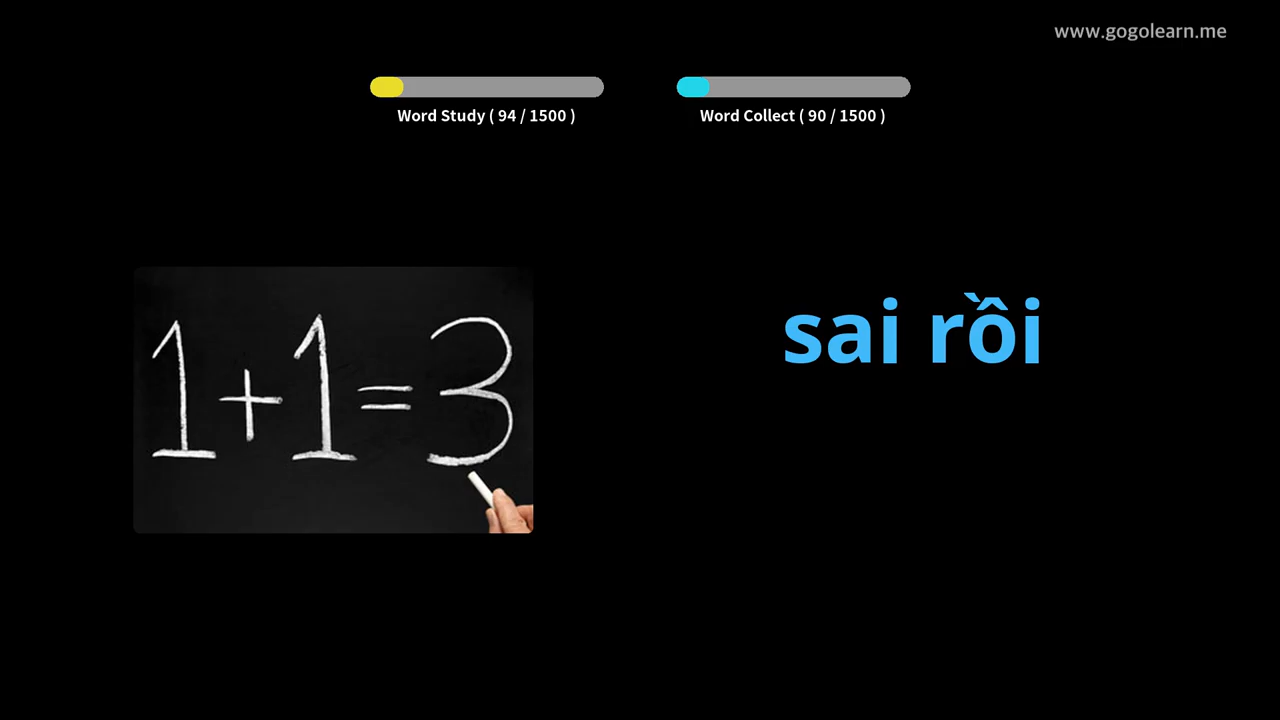 www.gogolearn.me
Word Study ( 94 / 1500 )
Word Collect ( 90 / 1500 )
sai rồi
1+1=3